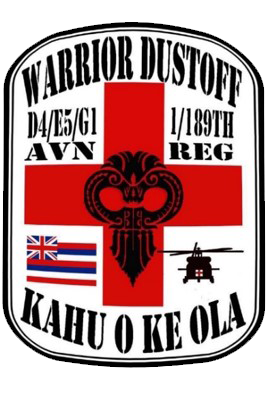 WARRIOR DUSTOFF
D4/E5/G1 1/189TH
AVN REG
KAHU O KE OLA